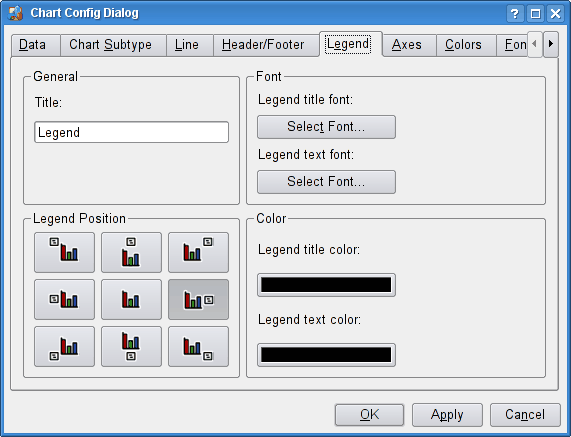 Chart Config Dialog
Data Chart Subtype Line Header/Footer Legend Axes Colors Fon
General
Title:
Legend
Font
Legend title font:
Select Font...
Legend text font:
Select Font...
Legend Position
Color
Legend title color:
Legend text color:
OK Apply Cancel